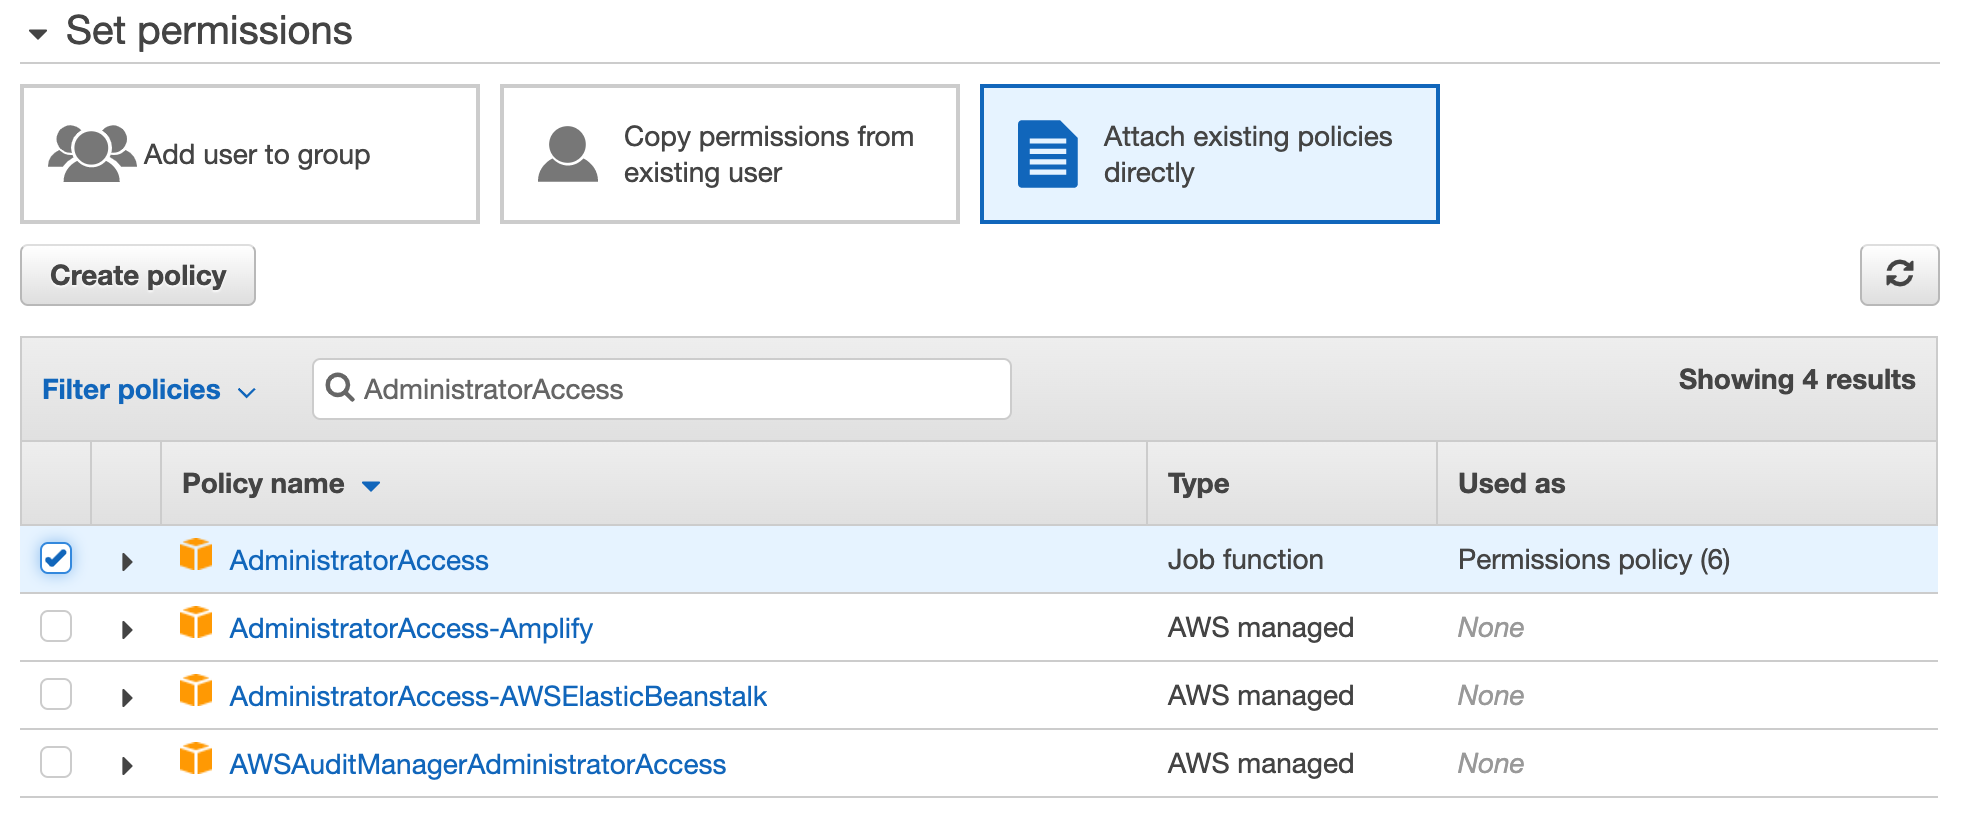 Set permissions
Add user to group
Copy permissions from
existing user
Attach existing policies
directly
Create policy
Filter policies
AdministratorAccess
Showing 4 results
Policy name Type Used as
AdministratorAccess Job function Permissions policy (6)
AdministratorAccess-Amplify AWS managed None
AdministratorAccess-AWSElasticBeanstalk AWS managed None
AWSAuditManagerAdministratorAccess AWS managed None